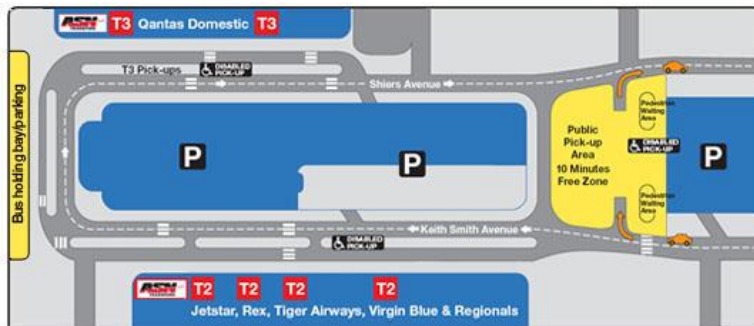 ASN T3 Qantas Domestic T3
T3 Pick-ups
DISABLED
PICK-UP
Shiers Avenue
Bus holding bay/parking
P
P
Public
Pick-up
Area
10 Minutes
Free Zone
Pedestrian
Waiting
Area
DISABLED
PICK-UP
P
Pedestrian
Waiting
Area
Keith Smith Avenue
DISABLED
PICK-UP
ASN T2 T2 T2 T2
Jetstar, Rex, Tiger Airways, Virgin Blue & Regionals